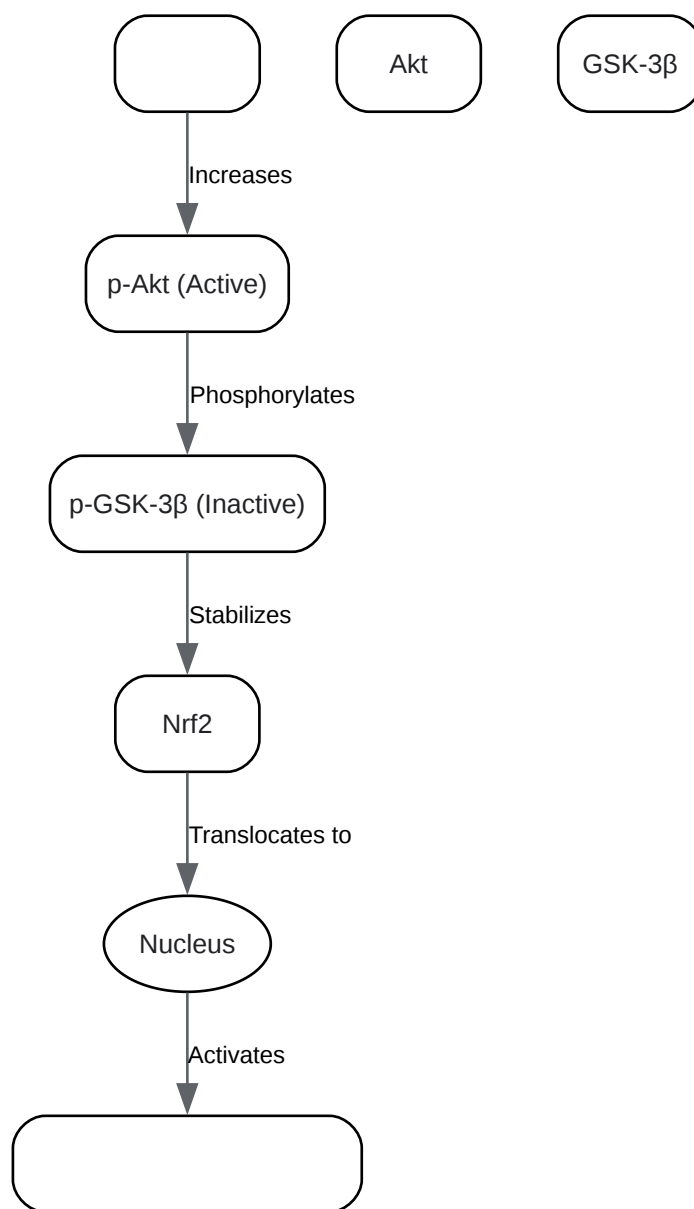 Akt
GSK-3β
Increases
p-Akt (Active)
Phosphorylates
p-GSK-3β (Inactive)
Stabilizes
Nrf2
Translocates to
Nucleus
Activates